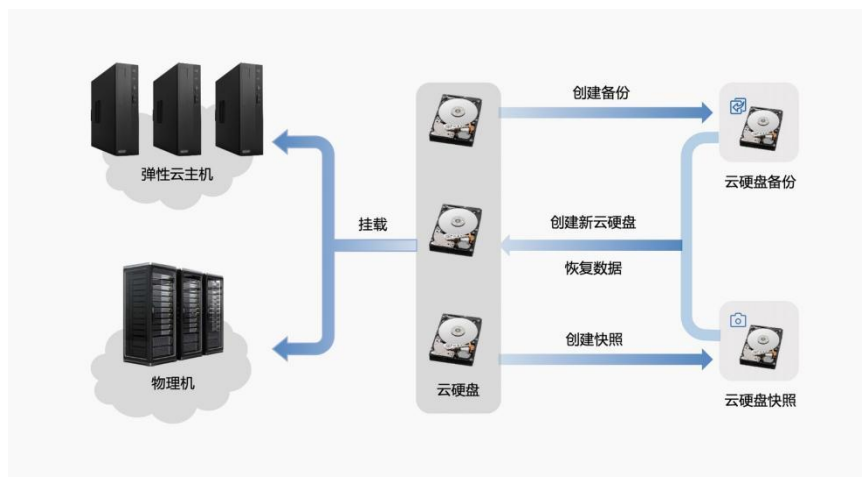 创建备份
弹性云主机
云硬盘备份
挂载
创建新云硬盘
恢复数据
创建快照
物理机
云硬盘
云硬盘快照